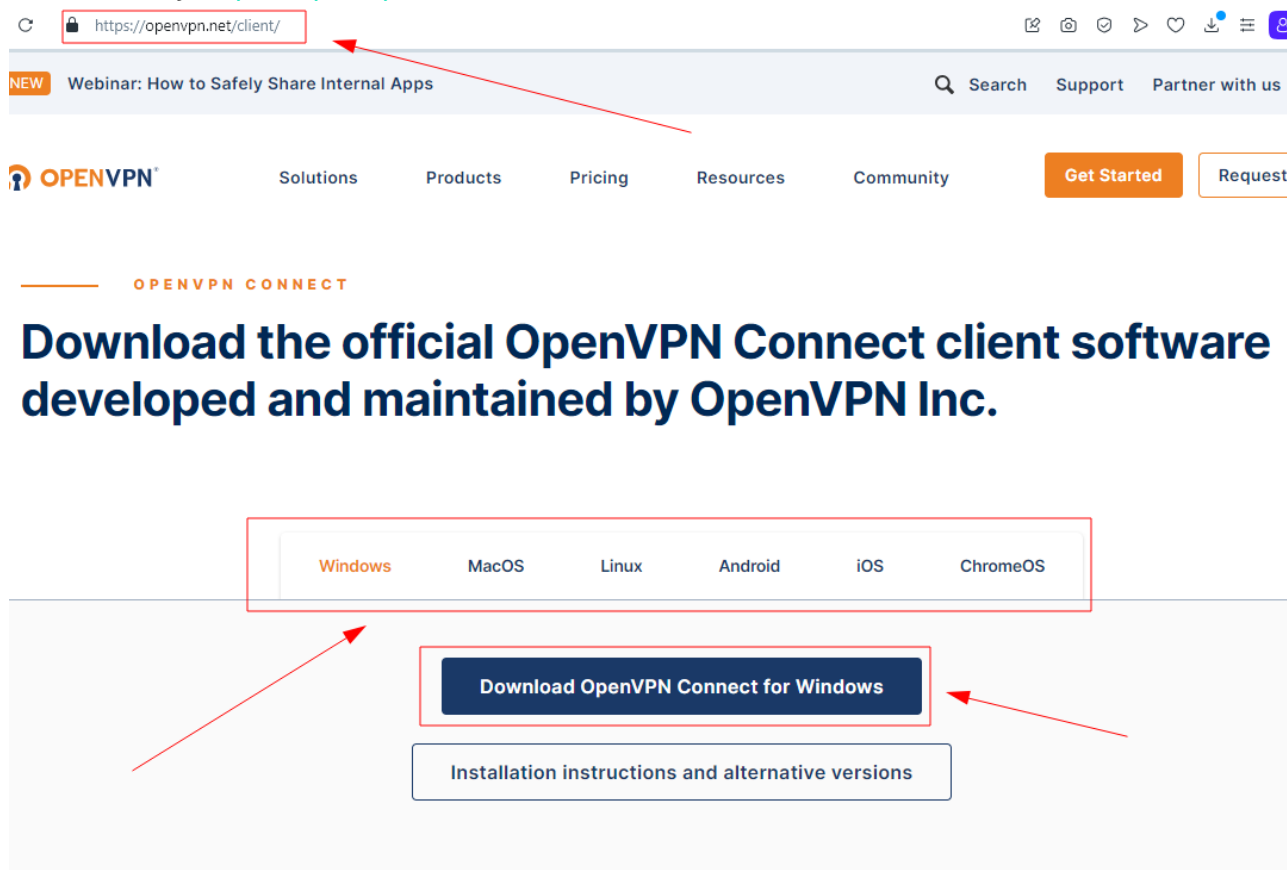 https://openvpn.net/client/
NEW Webinar: How to Safely Share Internal Apps Search Support Partner with us
OPENVPN® Solutions Products Pricing Resources Community Get Started Request
OPENVPN CONNECT
Download the official OpenVPN Connect client software
developed and maintained by OpenVPN Inc.
Windows MacOS Linux Android iOS ChromeOS
Download OpenVPN Connect for Windows
Installation instructions and alternative versions